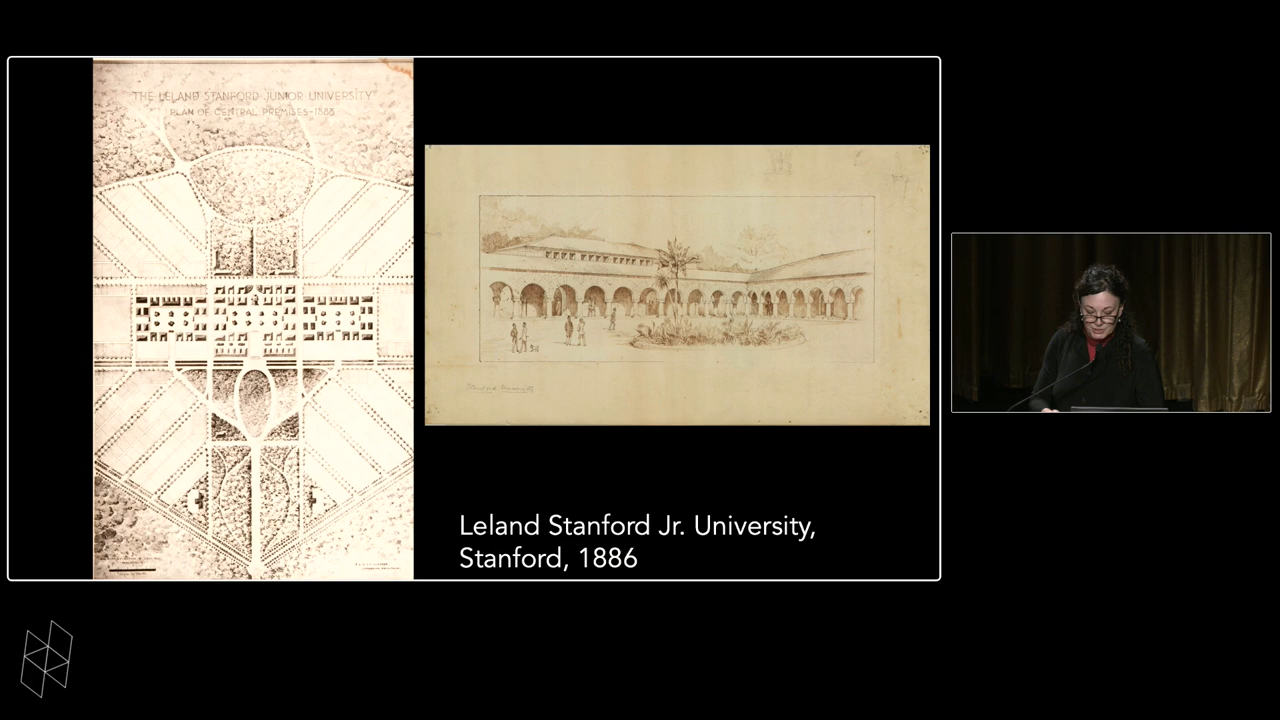 "THE LELAND STANFORD JUNIOR UNIVERSITY"
PLAN OF CENTRAL PREMISES-1888
Leland Stanford Jr. University,
Stanford, 1886